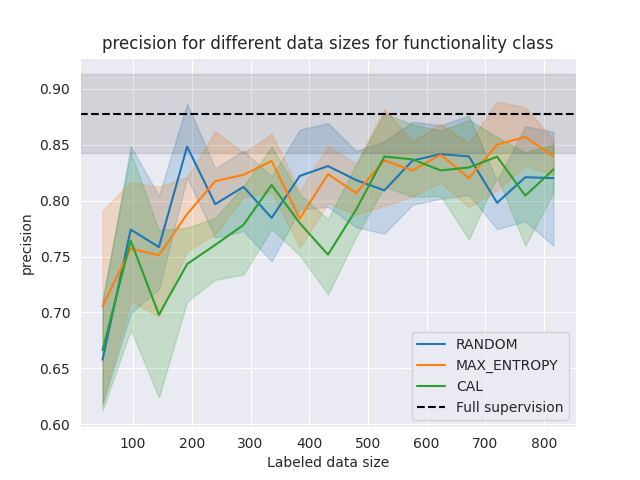 precision for different data sizes for functionality class
0.90
0.85
0.80
0.75
0.70
0.65
0.60
precision
RANDOM
MAX_ENTROPY
CAL
Full supervision
100 200 300 400 500 600 700 800
Labeled data size